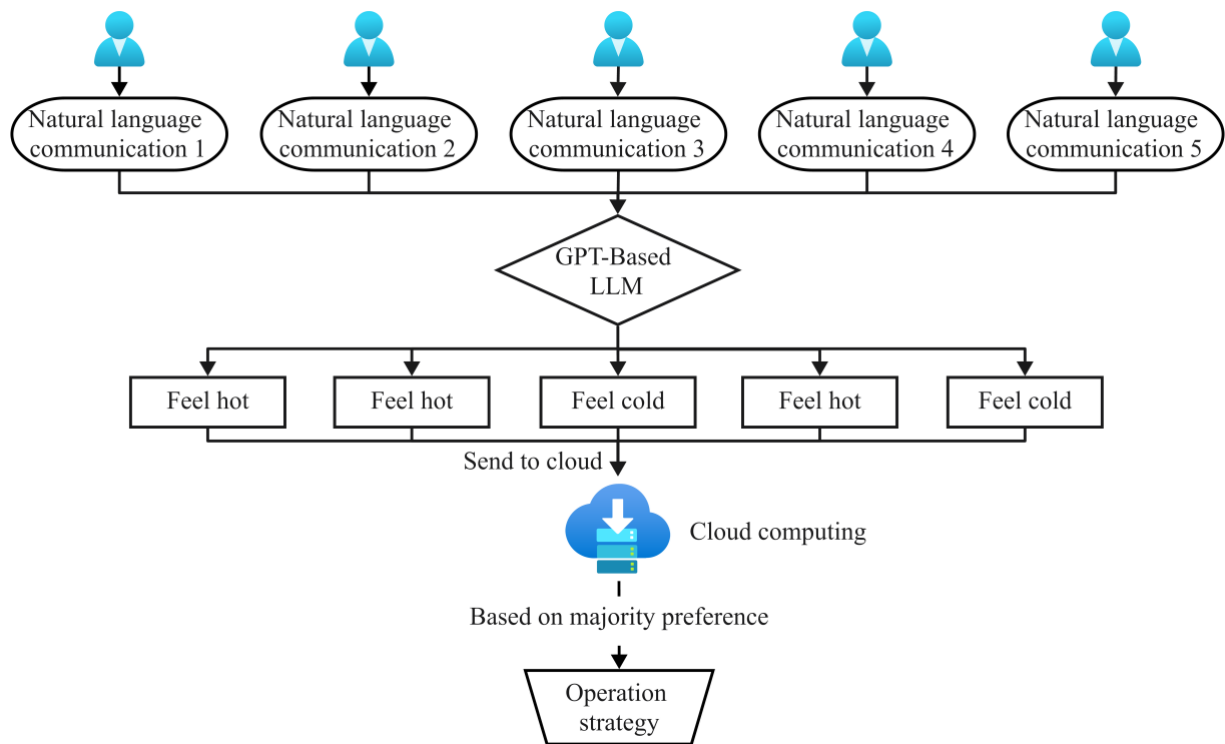 Natural language
communication 1
Natural language
communication 2
Natural language
communication 3
Natural language
communication 4
Natural language
communication 5
GPT-Based
LLM
Feel hot
Feel hot
Feel cold
Feel hot
Feel cold
Send to cloud
Cloud computing
Based on majority preference
Operation
strategy